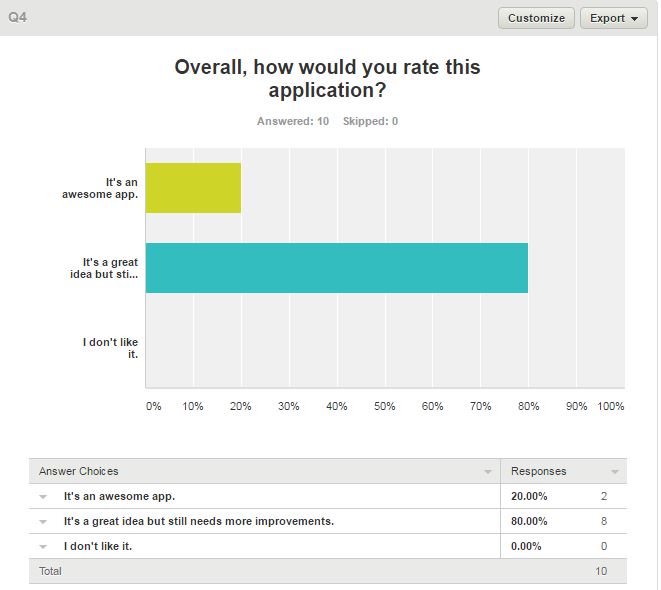 Q4
Customize Export
Overall, how would you rate this
application?
Answered: 10 Skipped: 0
It's an
awesome app.
It's a great
idea but sti...
I don't like
it.
0% 10% 20% 30% 40% 50% 60% 70% 80% 90% 100%
Answer Choices Responses
It's an awesome app. 20.00% 2
It's a great idea but still needs more improvements. 80.00% 8
I don't like it. 0.00% 0
Total 10